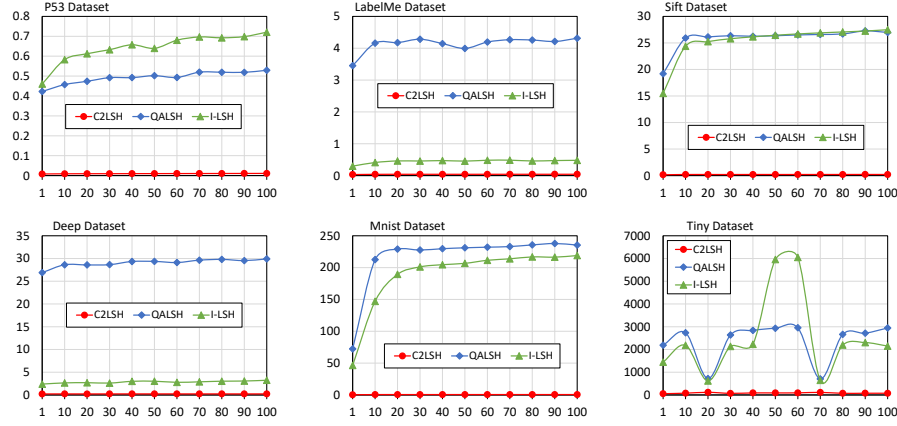 P53 Dataset
0.8
0.7
0.6
0.5
0.4
0.3
0.2
0.1
0
C2LSH QALSH I-LSH
1 10 20 30 40 50 60 70 80 90 100
LabelMe Dataset
5
4
3
2
1
0
C2LSH QALSH I-LSH
1 10 20 30 40 50 60 70 80 90 100
Sift Dataset
30
25
20
15
10
5
0
C2LSH QALSH I-LSH
1 10 20 30 40 50 60 70 80 90 100
Deep Dataset
35
30
25
20
15
10
5
0
C2LSH QALSH I-LSH
1 10 20 30 40 50 60 70 80 90 100
Mnist Dataset
250
200
150
100
50
0
C2LSH QALSH I-LSH
1 10 20 30 40 50 60 70 80 90 100
Tiny Dataset
7000
6000
5000
4000
3000
2000
1000
0
C2LSH
QALSH
I-LSH
1 10 20 30 40 50 60 70 80 90 100